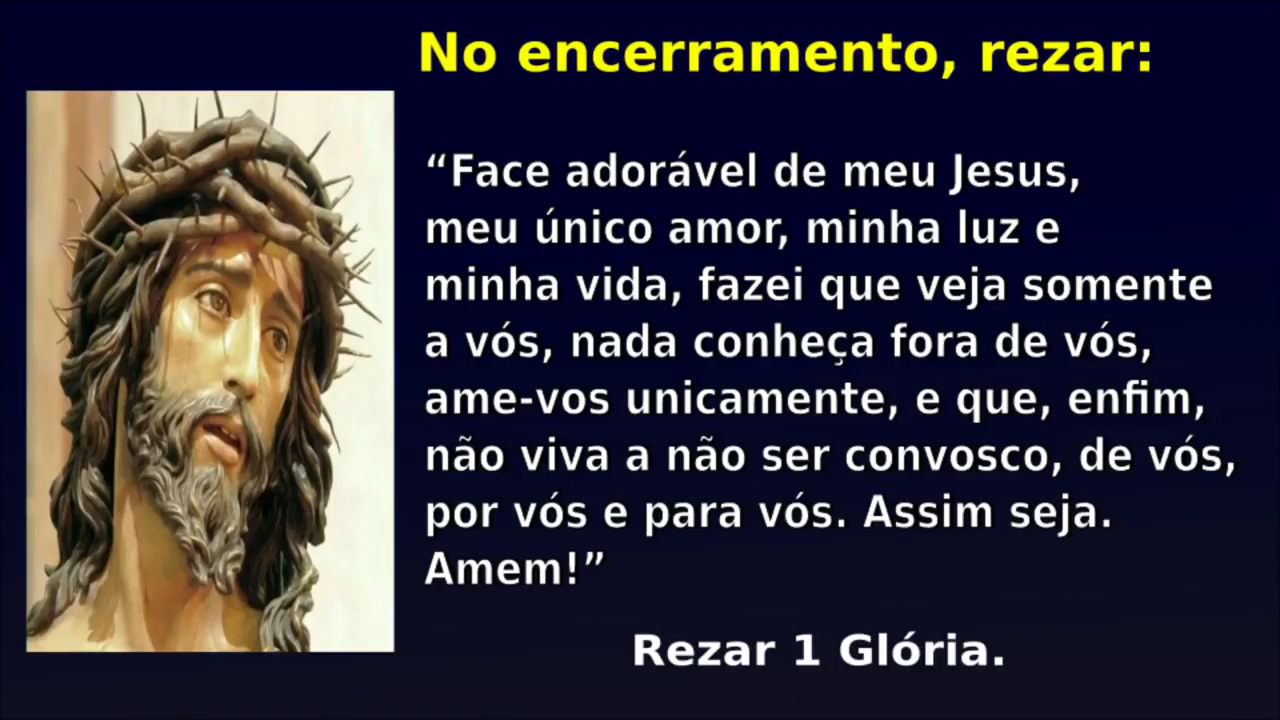 No encerramento, rezar:
“Face adorável de meu Jesus,
meu único amor, minha luz e
minha vida, fazei que veja somente
a vós, nada conheça fora de vós,
ame-vos unicamente, e que, enfim,
não viva a não ser convosco, de vós,
por vós e para vós. Assim seja.
Amem!”
Rezar 1 Glória.